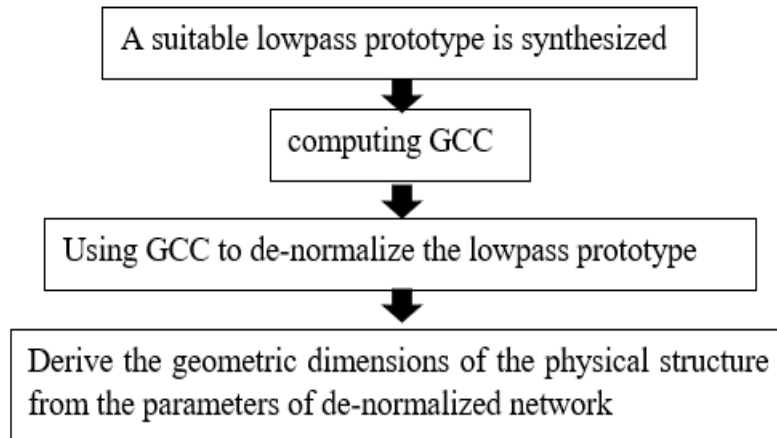 A suitable lowpass prototype is synthesized
computing GCC
Using GCC to de-normalize the lowpass prototype
Derive the geometric dimensions of the physical structure
from the parameters of de-normalized network